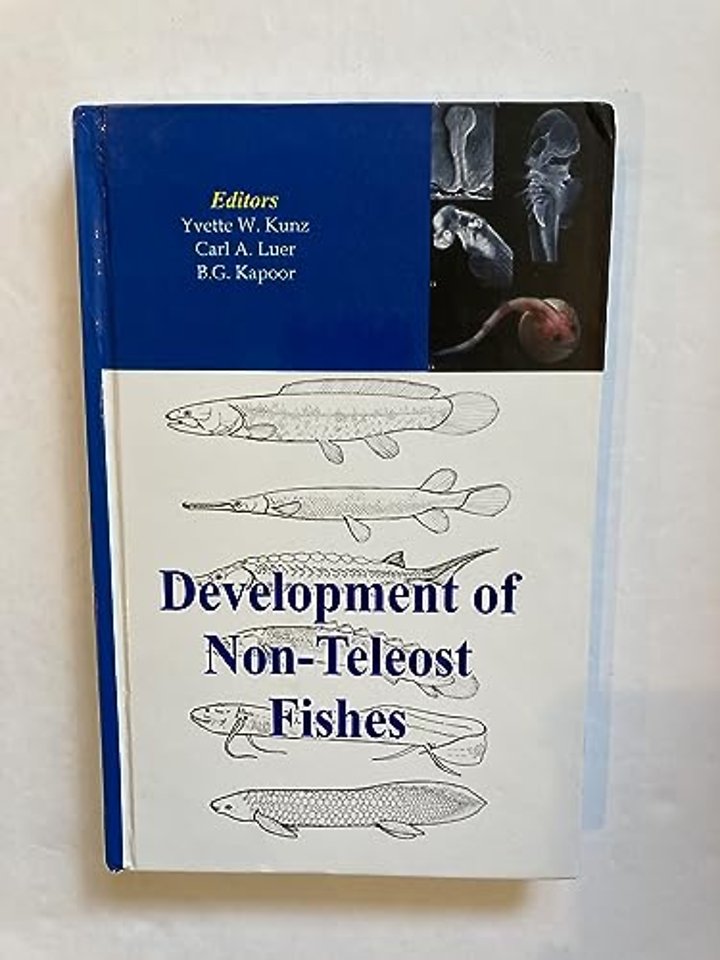 Editors
Yvette W. Kunz
Carl A. Luer
B.G. Kapoor
Development of
Non-Teleost
Fishes